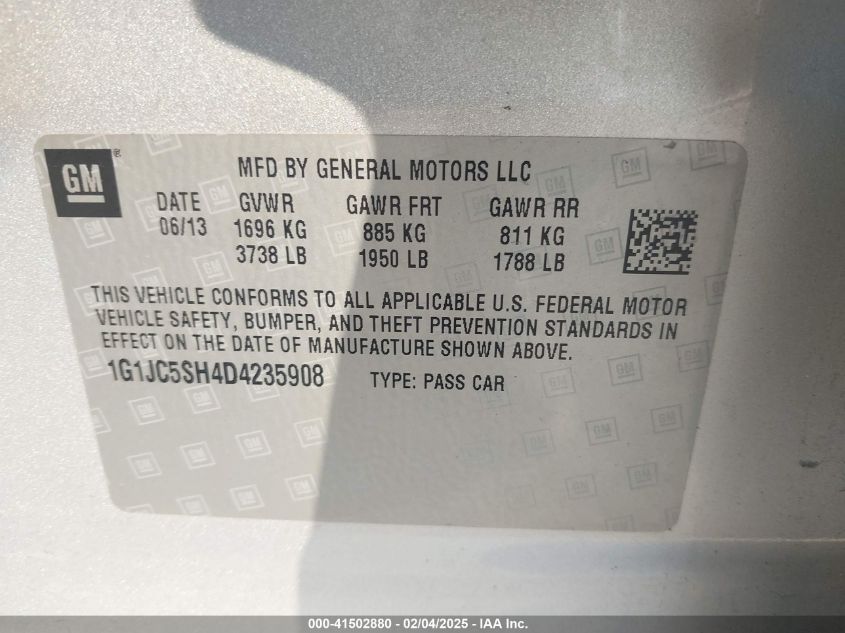 GM ®
MFD BY GENERAL MOTORS LLC
DATE GVWR GAWR FRT GAWR RR
06/13 1696 KG 885 KG 811 KG
3738 LB 1950 LB 1788 LB
THIS VEHICLE CONFORMS TO ALL APPLICABLE U.S. FEDERAL MOTOR
VEHICLE SAFETY, BUMPER, AND THEFT PREVENTION STANDARDS IN
EFFECT ON THE DATE OF MANUFACTURE SHOWN ABOVE.
1G1JC5SH4D4235908 TYPE: PASS CAR
000-41502880 - 02/04/2025 - IAA Inc.